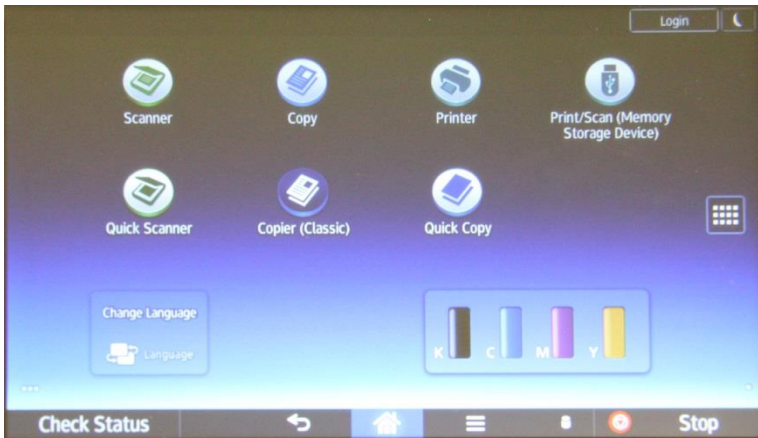 Login
Scanner
Copy
Printer
Print/Scan (Memory
Storage Device)
Quick Scanner
Copier (Classic)
Quick Copy
Change Language
Language
K
C
M
Y
Check Status
Stop